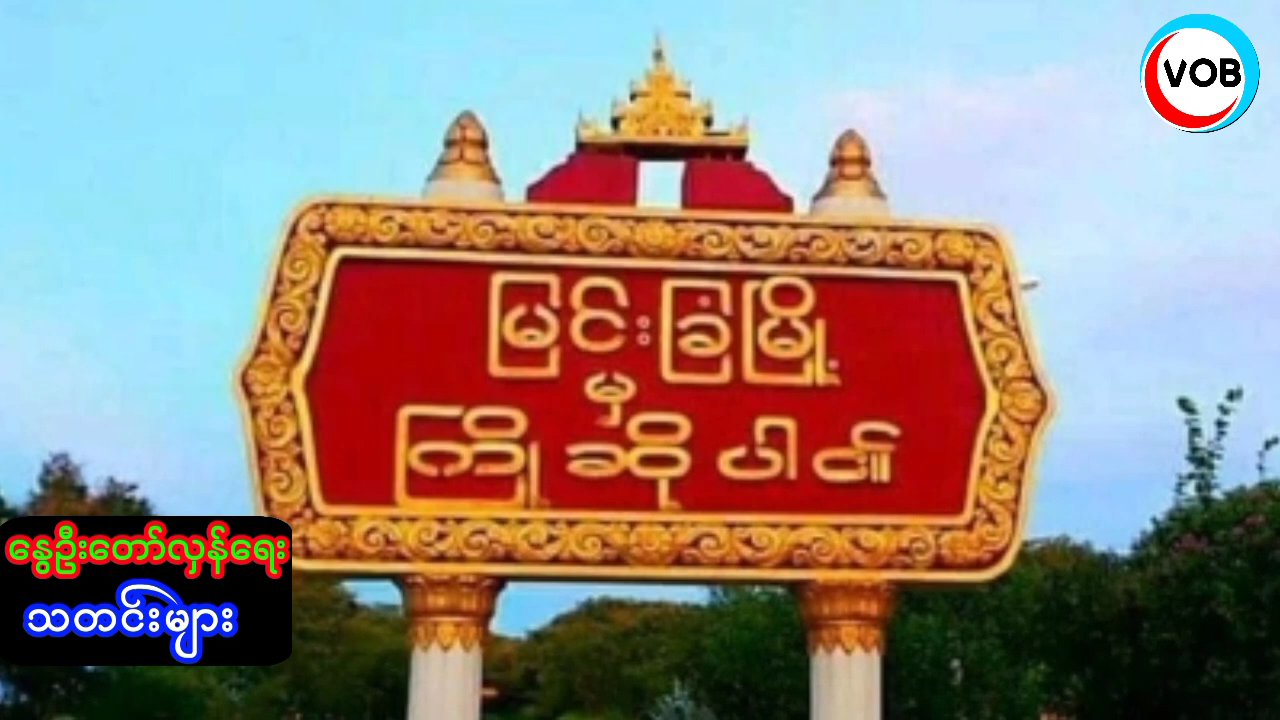 VOB
မြင်းခြံမြို့
မှ
ကြိုဆိုပါ၏
နွေဦးတော်လှန်ရေး
သတင်းများ